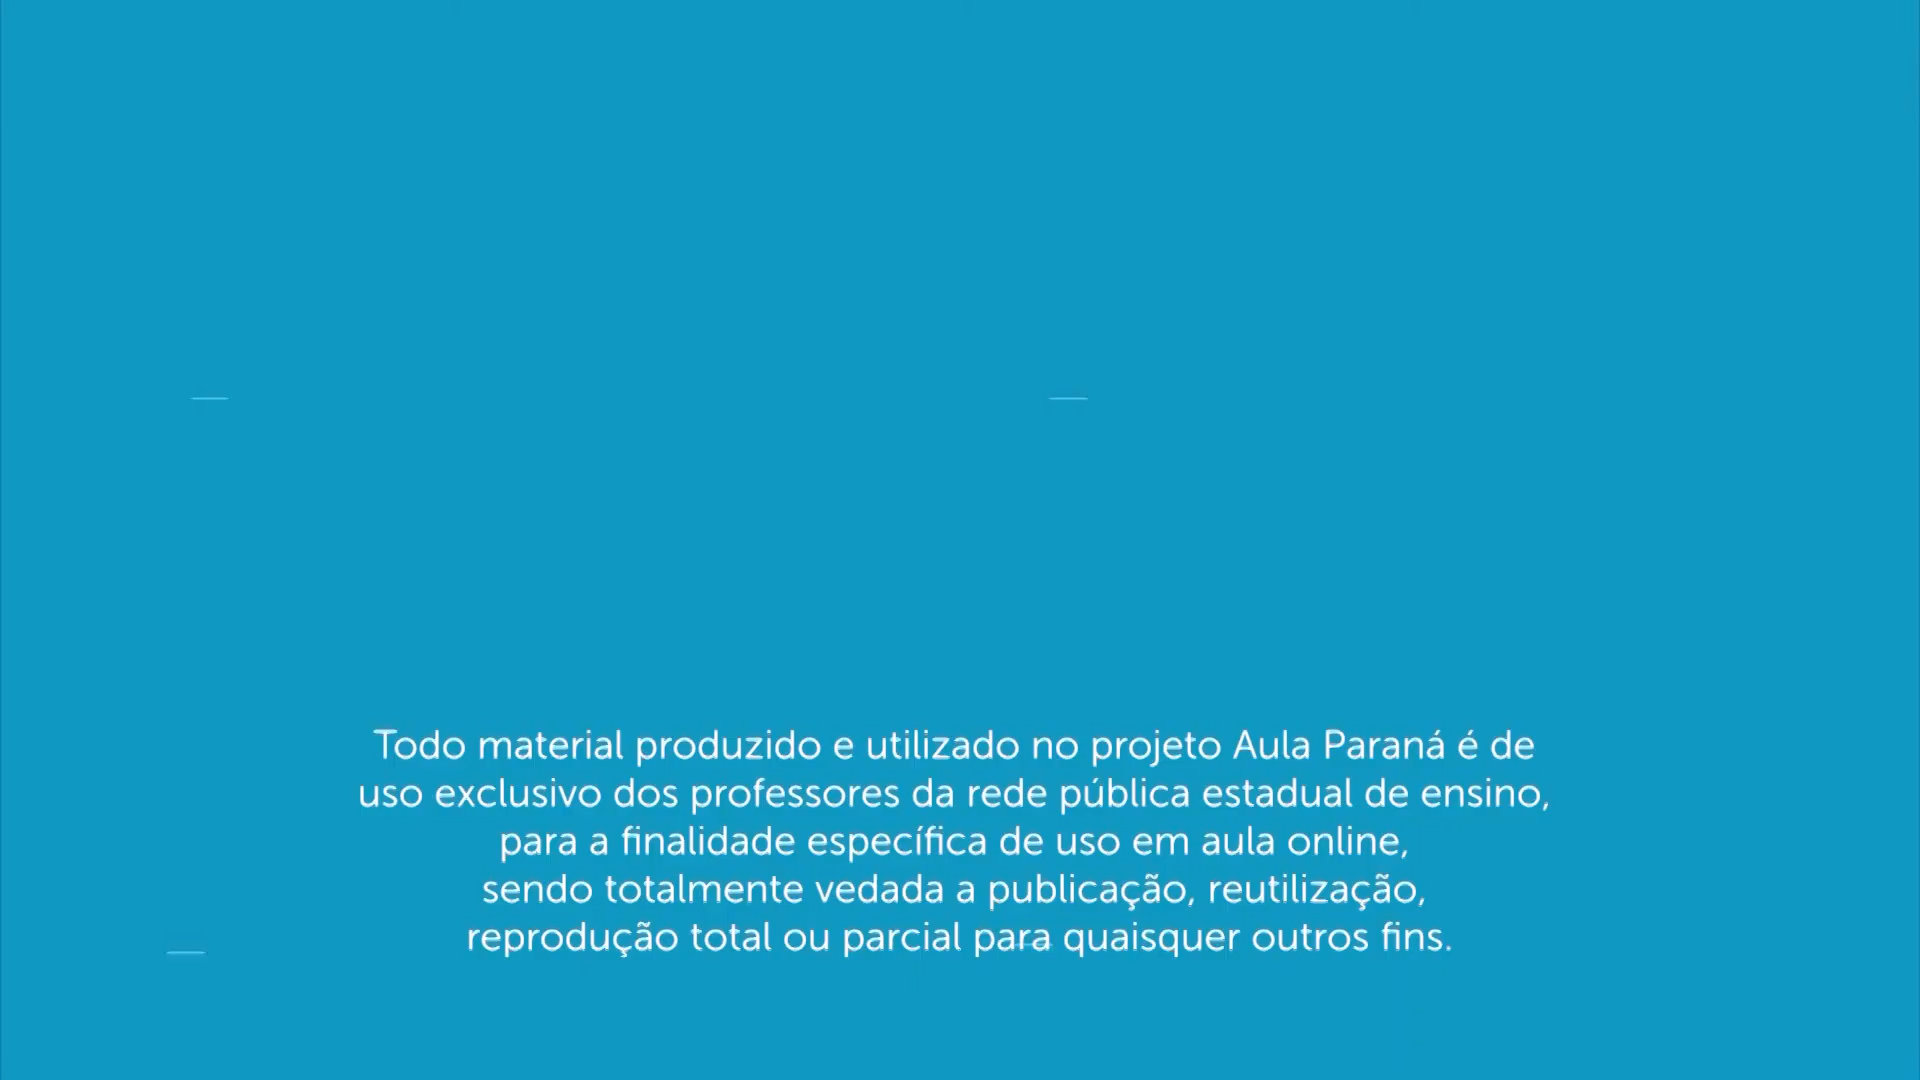 Todo material produzido e utilizado no projeto Aula Paraná é de
uso exclusivo dos professores da rede pública estadual de ensino,
para a finalidade específica de uso em aula online,
sendo totalmente vedada a publicação, reutilização,
reprodução total ou parcial para quaisquer outros fins.